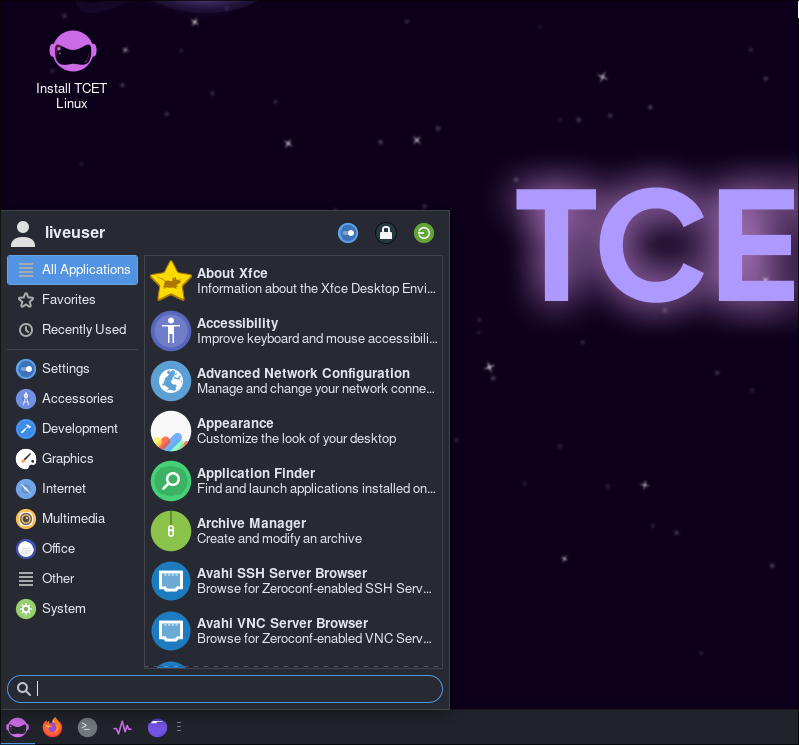 Install TCET
Linux
TCE
liveuser
All Applications
Favorites
Recently Used
Settings
Accessories
Development
Graphics
Internet
Multimedia
Office
Other
System
About Xfce
Information about the Xfce Desktop Envi...
Accessibility
Improve keyboard and mouse accessibili...
Advanced Network Configuration
Manage and change your network conne...
Appearance
Customize the look of your desktop
Application Finder
Find and launch applications installed on...
Archive Manager
Create and modify an archive
Avahi SSH Server Browser
Browse for Zeroconf-enabled SSH Serv...
Avahi VNC Server Browser
Browse for Zeroconf-enabled VNC Serv...